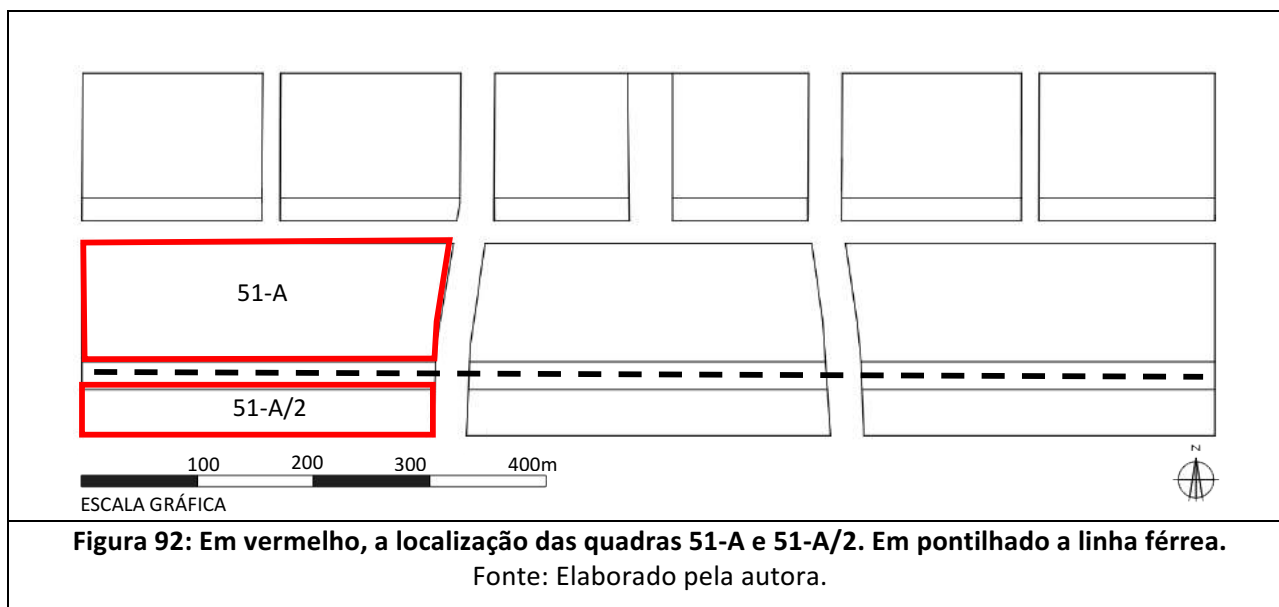 51-A
51-A/2
100 200 300 400m
N
ESCALA GRÁFICA
Figura 92: Em vermelho, a localização das quadras 51-A e 51-A/2. Em pontilhado a linha férrea.
Fonte: Elaborado pela autora.